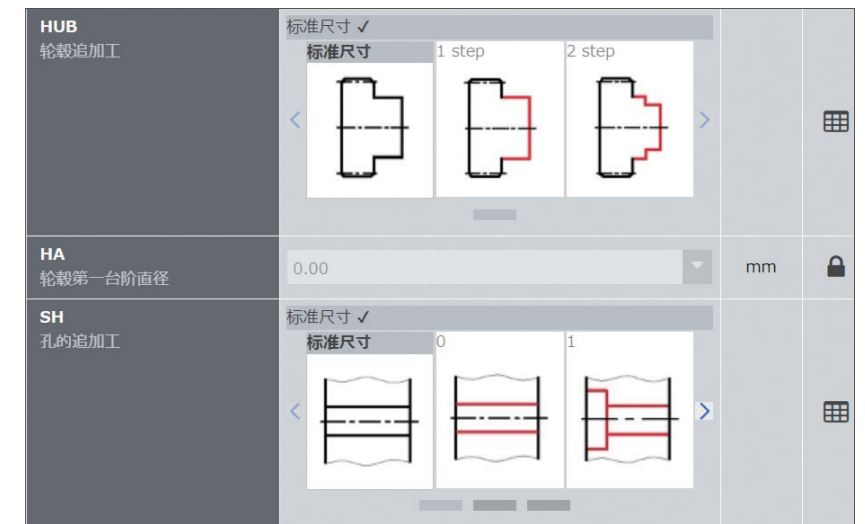 HUB
轮毂追加工
标准尺寸 ✓
标准尺寸
1 step
2 step
HA
轮毂第一台阶直径
0.00
mm
SH
孔的追加工
标准尺寸 ✓
标准尺寸
0
1